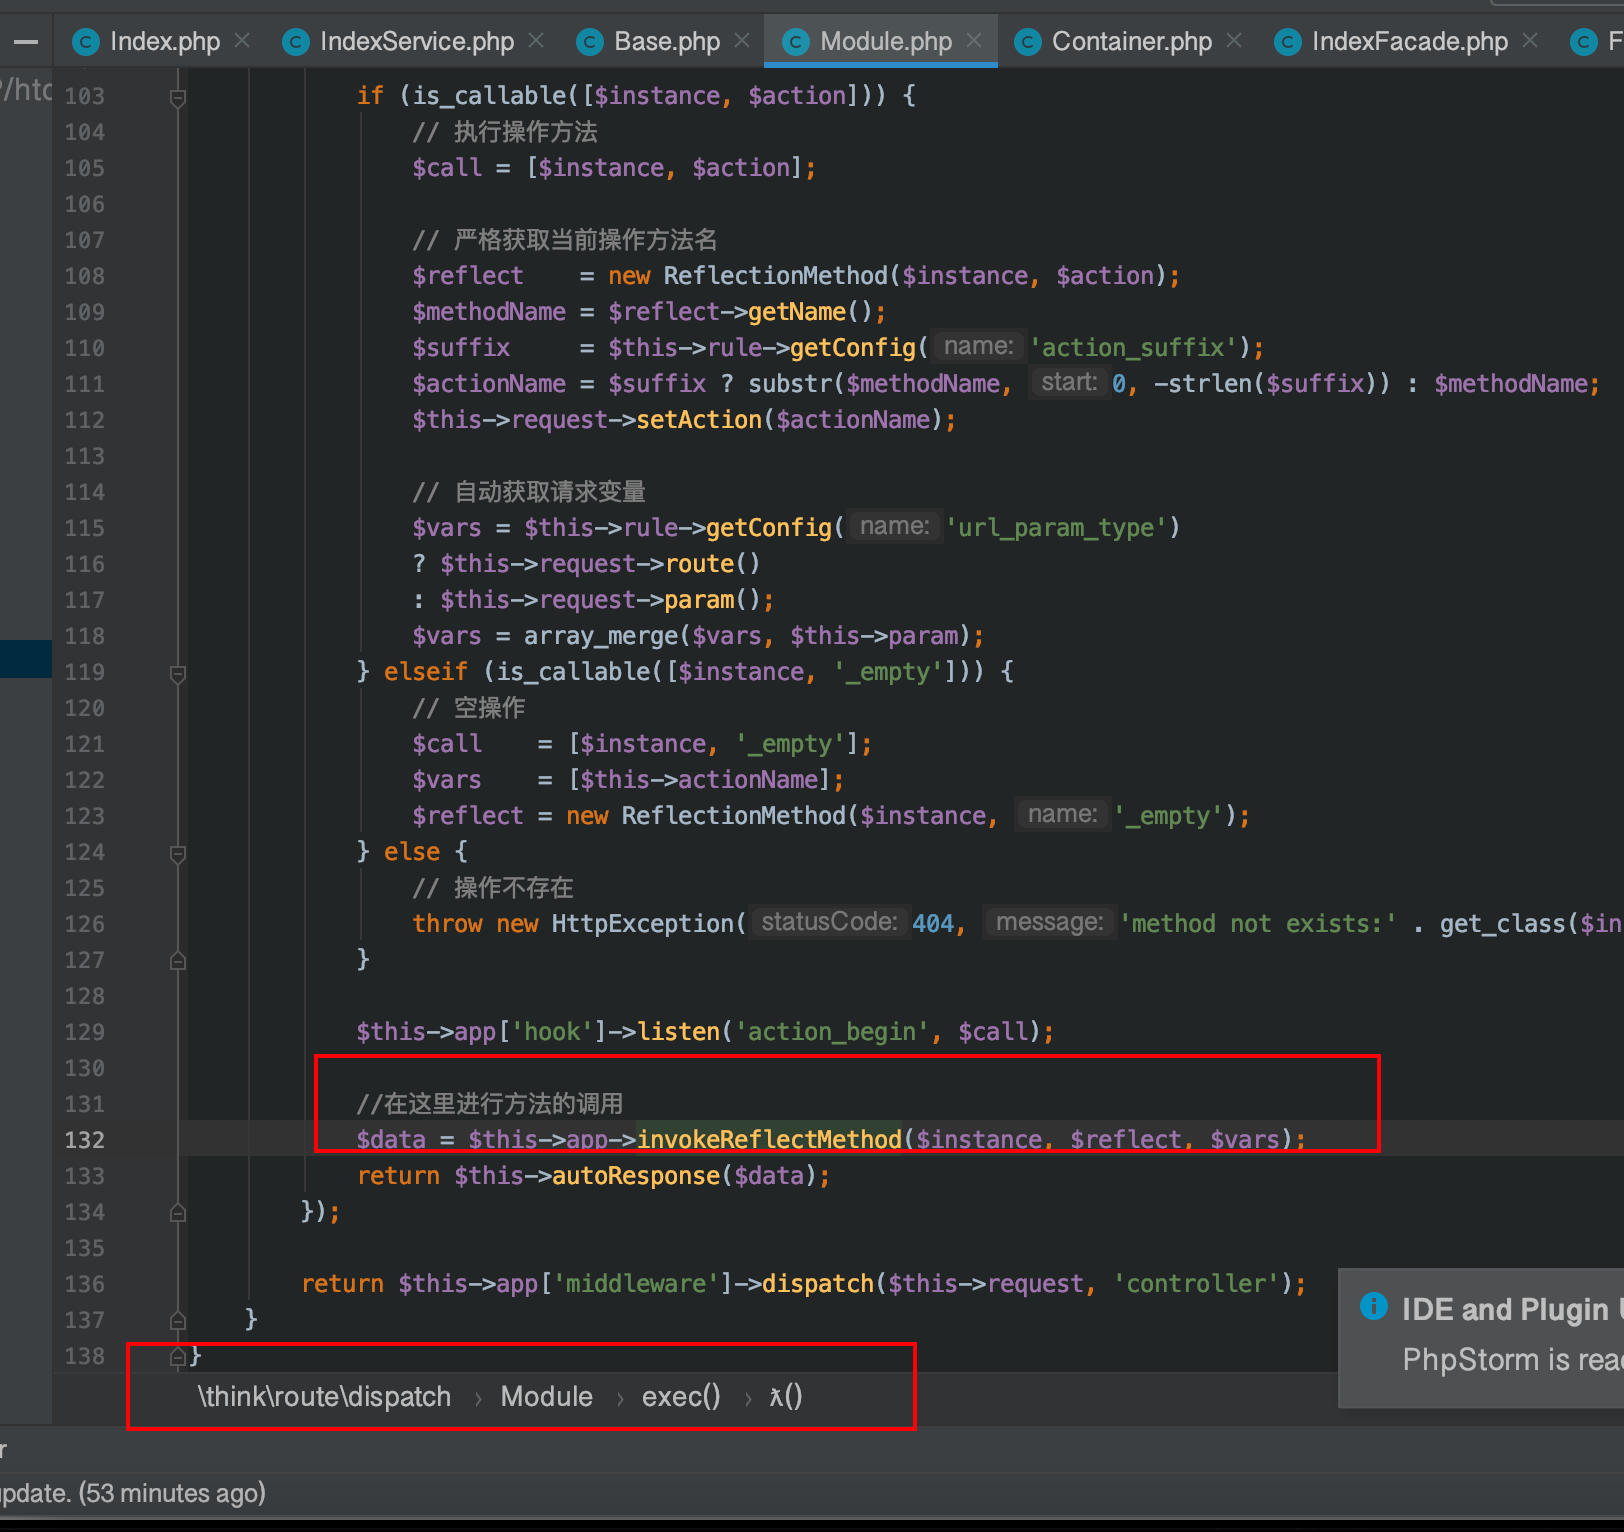 Index.php IndexService.php Base.php Module.php Container.php IndexFacade.php F
?/htc
103 if (is_callable([$instance, $action])) {
104 // 执行操作方法
105 $call = [$instance, $action];
106
107 // 严格获取当前操作方法名
108 $reflect    = new ReflectionMethod($instance, $action);
109 $methodName = $reflect->getName();
110 $suffix     = $this->rule->getConfig( name: 'action_suffix');
111 $actionName = $suffix ? substr($methodName, start: 0, -strlen($suffix)) : $methodName;
112 $this->request->setAction($actionName);
113
114 // 自动获取请求变量
115 $vars = $this->rule->getConfig( name: 'url_param_type')
116 ? $this->request->route()
117 : $this->request->param();
118 $vars = array_merge($vars, $this->param);
119 } elseif (is_callable([$instance, '_empty'])) {
120 // 空操作
121 $call    = [$instance, '_empty'];
122 $vars    = [$this->actionName];
123 $reflect = new ReflectionMethod($instance, name: '_empty');
124 } else {
125 // 操作不存在
126 throw new HttpException( statusCode: 404, message: 'method not exists:' . get_class($in
127 }
128
129 $this->app['hook']->listen('action_begin', $call);
130
131 //在这里进行方法的调用
132 $data = $this->app->invokeReflectMethod($instance, $reflect, $vars);
133 return $this->autoResponse($data);
134 });
135
136 return $this->app['middleware']->dispatch($this->request, 'controller');
137 }
138 }
IDE and Plugin U
PhpStorm is read
\think\route\dispatch › Module › exec() › λ()
r
update. (53 minutes ago)